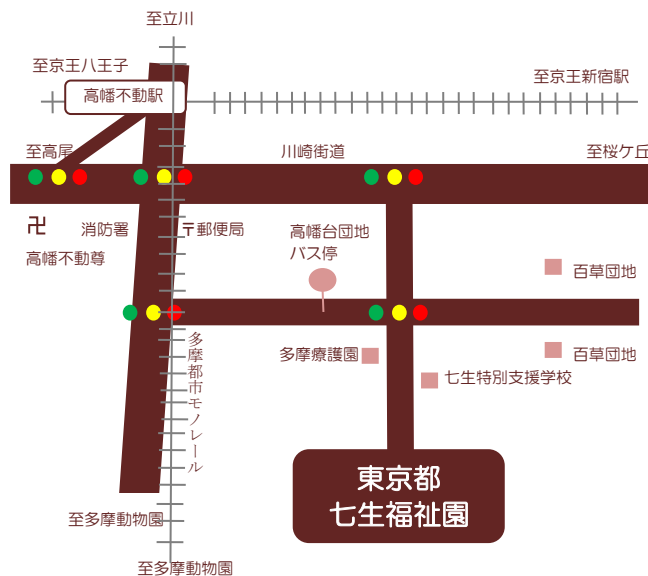 至立川
至京王八王子
至京王新宿駅
高幡不動駅
至高尾
川崎街道
至桜ケ丘
卍
消防署
〒郵便局
高幡台団地
バス停
高幡不動尊
百草団地
多摩都市モノレール
多摩療護園
百草団地
七生特別支援学校
東京都
七生福祉園
至多摩動物園
至多摩動物園